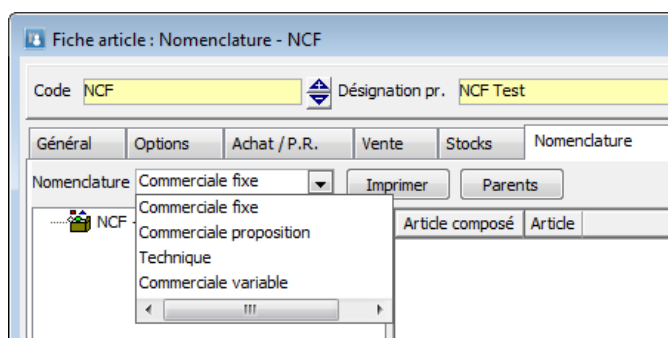 Fiche article : Nomenclature - NCF
Code NCF Désignation pr. NCF Test
Général Options Achat / P.R. Vente Stocks Nomenclature
Nomenclature Commerciale fixe Imprimer Parents
Commerciale fixe
NCF - Article composé Article
Commerciale proposition
Technique
Commerciale variable